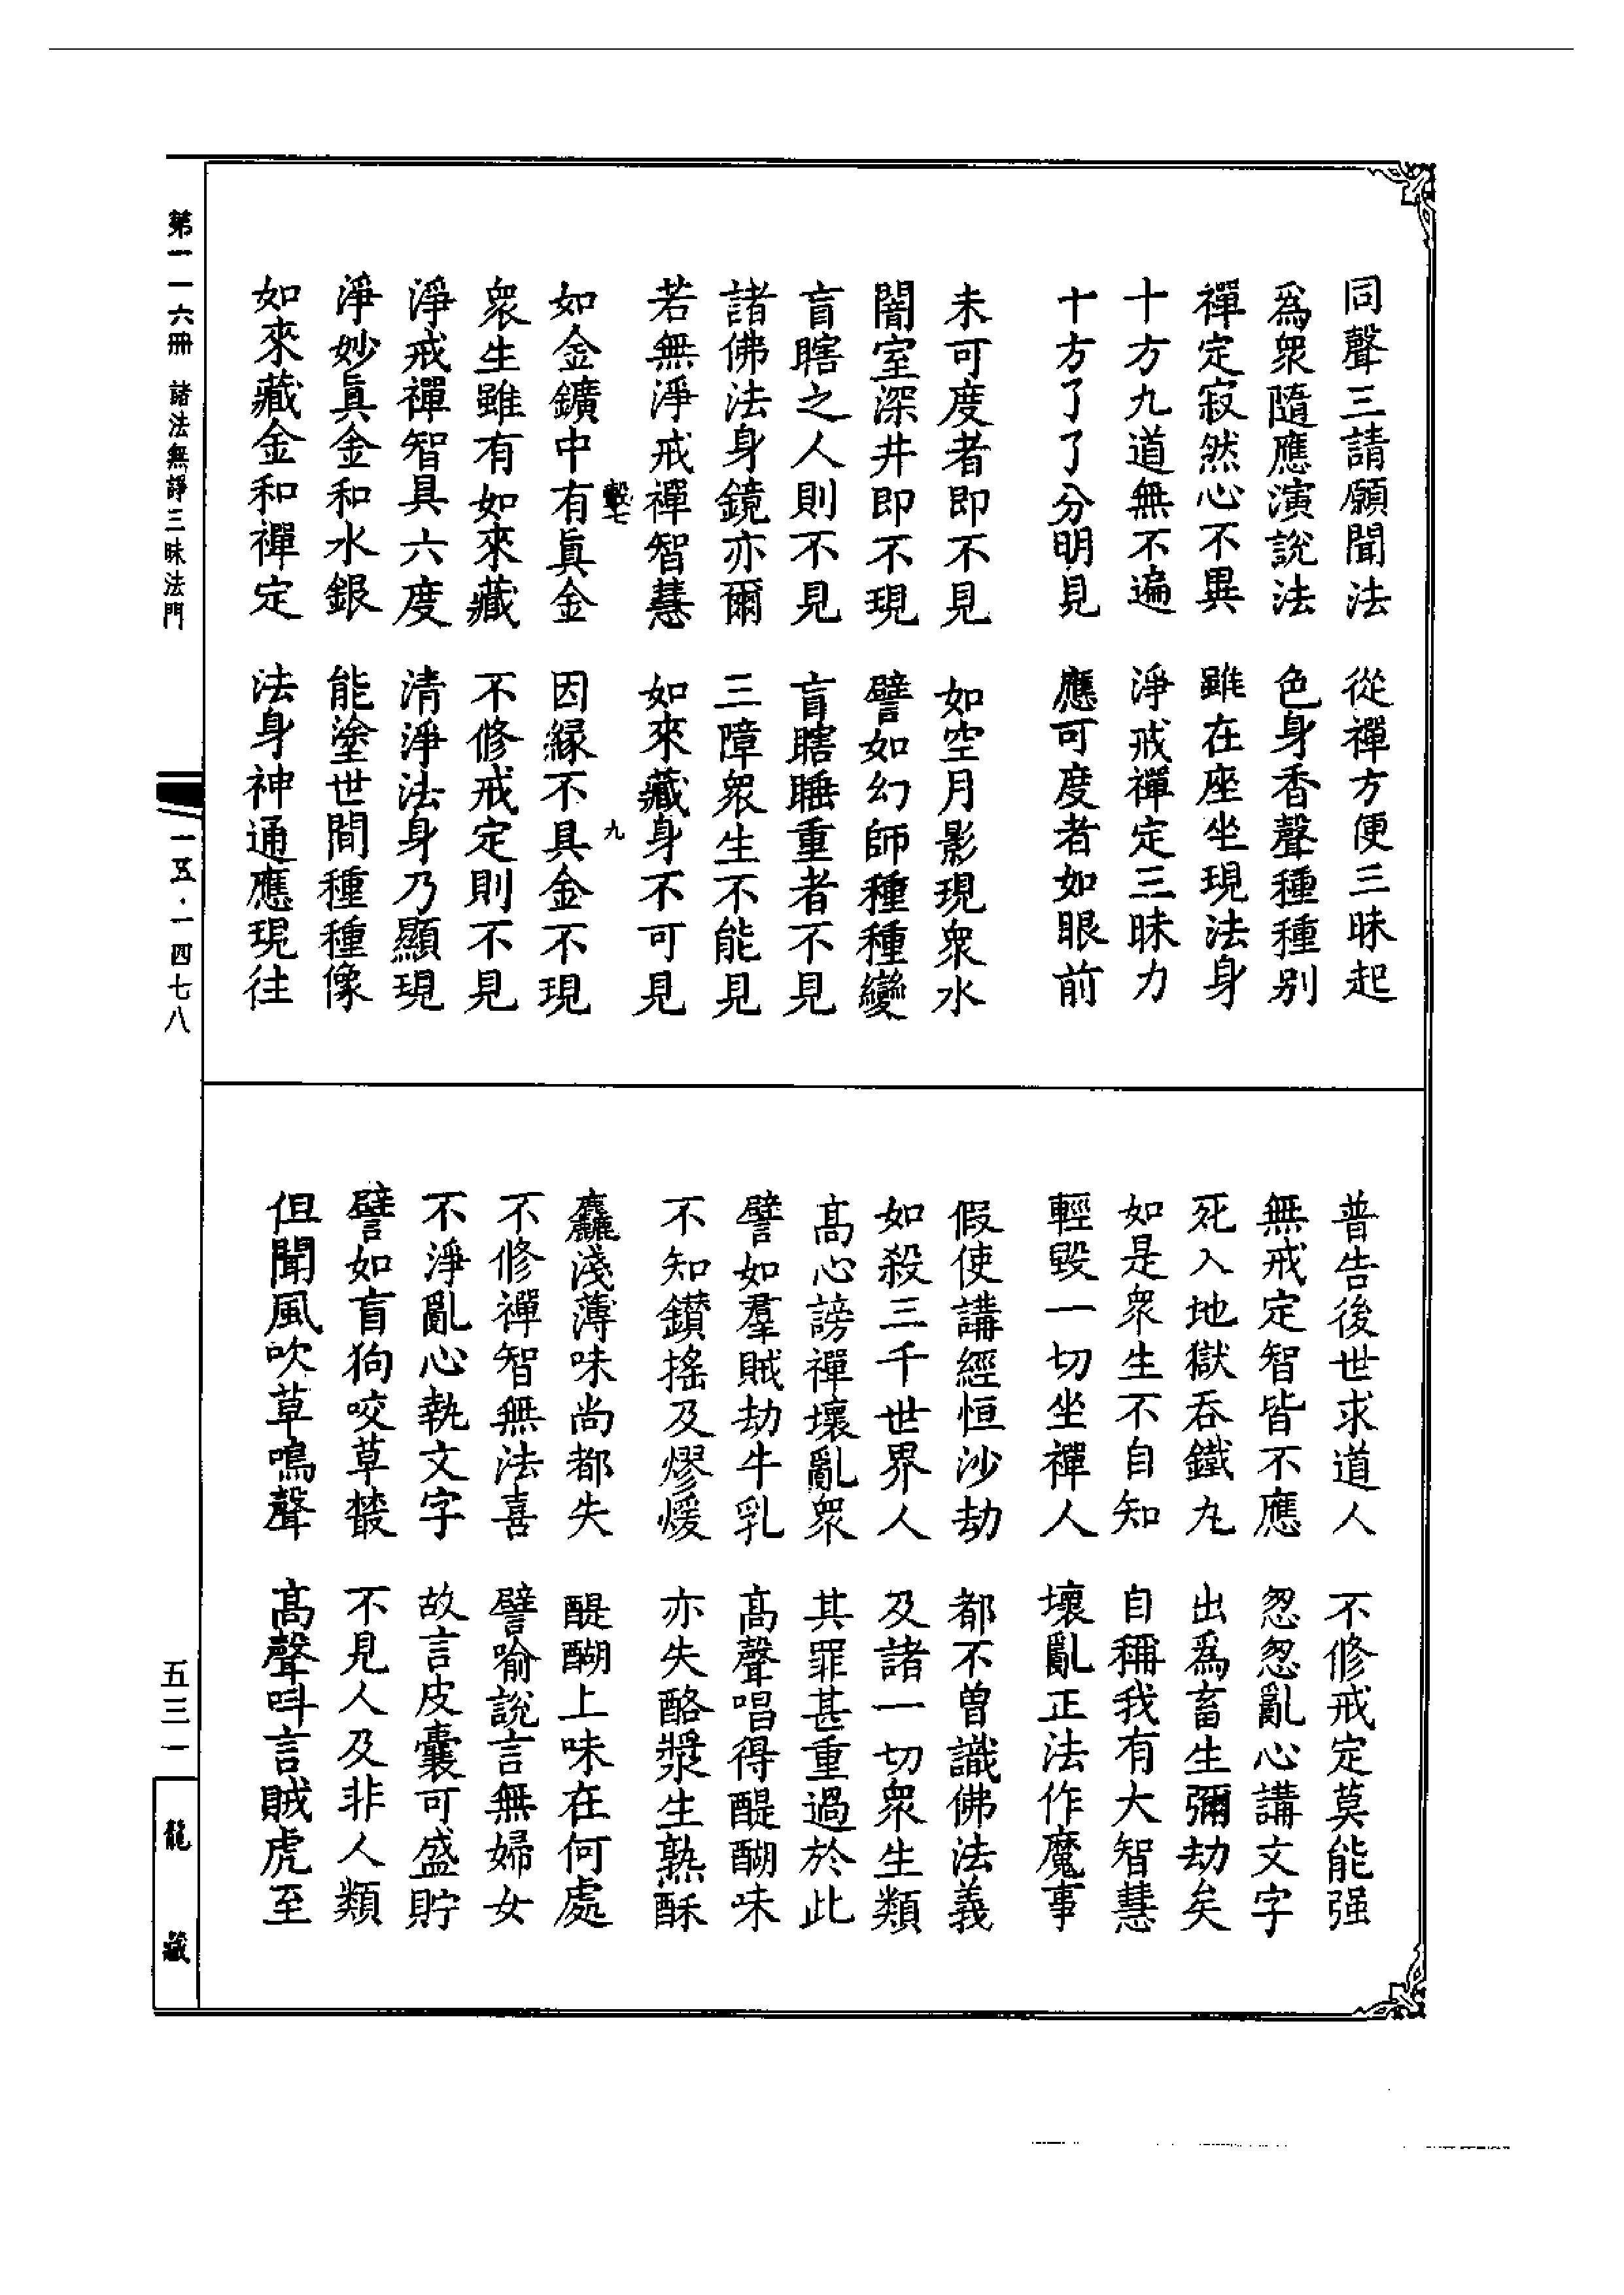 同聲三請願聞法　從禪方便三昧起
爲衆隨應演說法　色身香聲種種別
禪定寂然心不異　雖在座坐現法身
十方九道無不遍　淨戒禪定三昧力
十方了了分明見　應可度者如眼前
未可度者即不見　如空月影現衆水
闇室深井即不現　譬如幻師種種變
盲瞎之人則不見　盲瞎睡重者不見
諸佛法身鏡亦爾　三障衆生不能見
若無淨戒禪智慧　如來藏身不可見
九
如金鑛中有眞金　因緣不具金不現
衆生雖有如來藏　不修戒定則不見
淨戒禪智具六度　清淨法身乃顯現
淨妙眞金和水銀　能塗世間種種像
如來藏金和禪定　法身神通應現往
普告後世求道人　不修戒定莫能强
無戒定智皆不應　忽忽亂心講文字
死入地獄吞鐵丸　出爲畜生彌劫矣
如是衆生不自知　自稱我有大智慧
輕毀一切坐禪人　壞亂正法作魔事
假使講經恒沙劫　都不曾識佛法義
如殺三千世界人　及諸一切衆生類
高心謗禪壞亂衆　其罪甚重過於此
譬如羣賊劫牛乳　高聲唱得醍醐味
不知鑚搖及熮煖　亦失酪漿生熟酥
麤淺薄味尚都失　醍醐上味在何處
不修禪智無法喜　譬喻說言無婦女
不淨亂心執文字　故言皮囊可盛貯
譬如盲狗咬草藂　不見人及非人類
但聞風吹草鳴聲　高聲叫言賊虎至
第一一六冊　諸法無諍三昧法門
一五·一四七八
五三一
龍藏